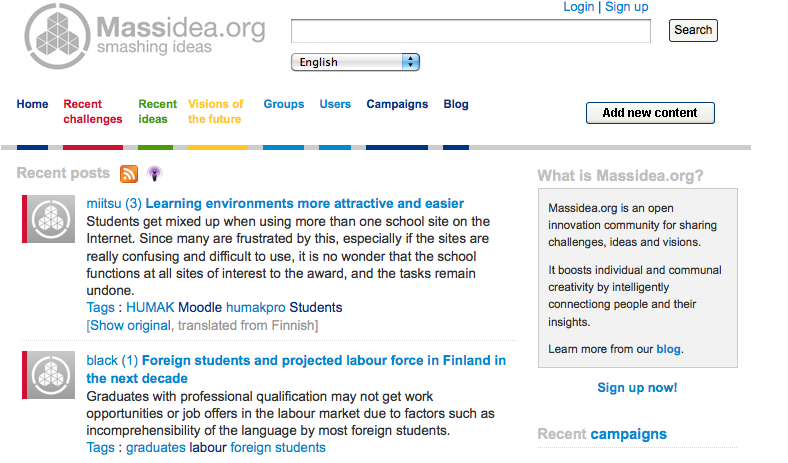 Login | Sign up
Massidea.org
smashing ideas
Search
English
Home
Recent challenges
Recent ideas
Visions of the future
Groups
Users
Campaigns
Blog
Add new content
Recent posts
miitsu (3) Learning environments more attractive and easier
Students get mixed up when using more than one school site on the
Internet. Since many are frustrated by this, especially if the sites are
really confusing and difficult to use, it is no wonder that the school
functions at all sites of interest to the award, and the tasks remain
undone.
Tags : HUMAK Moodle humakpro Students
[Show original, translated from Finnish]
black (1) Foreign students and projected labour force in Finland in
the next decade
Graduates with professional qualification may not get work
opportunities or job offers in the labour market due to factors such as
incomprehensibility of the language by most foreign students.
Tags : graduates labour foreign students
What is Massidea.org?
Massidea.org is an open
innovation community for sharing
challenges, ideas and visions.
It boosts individual and communal
creativity by intelligently
connectiong people and their
insights.
Learn more from our blog.
Sign up now!
Recent campaigns